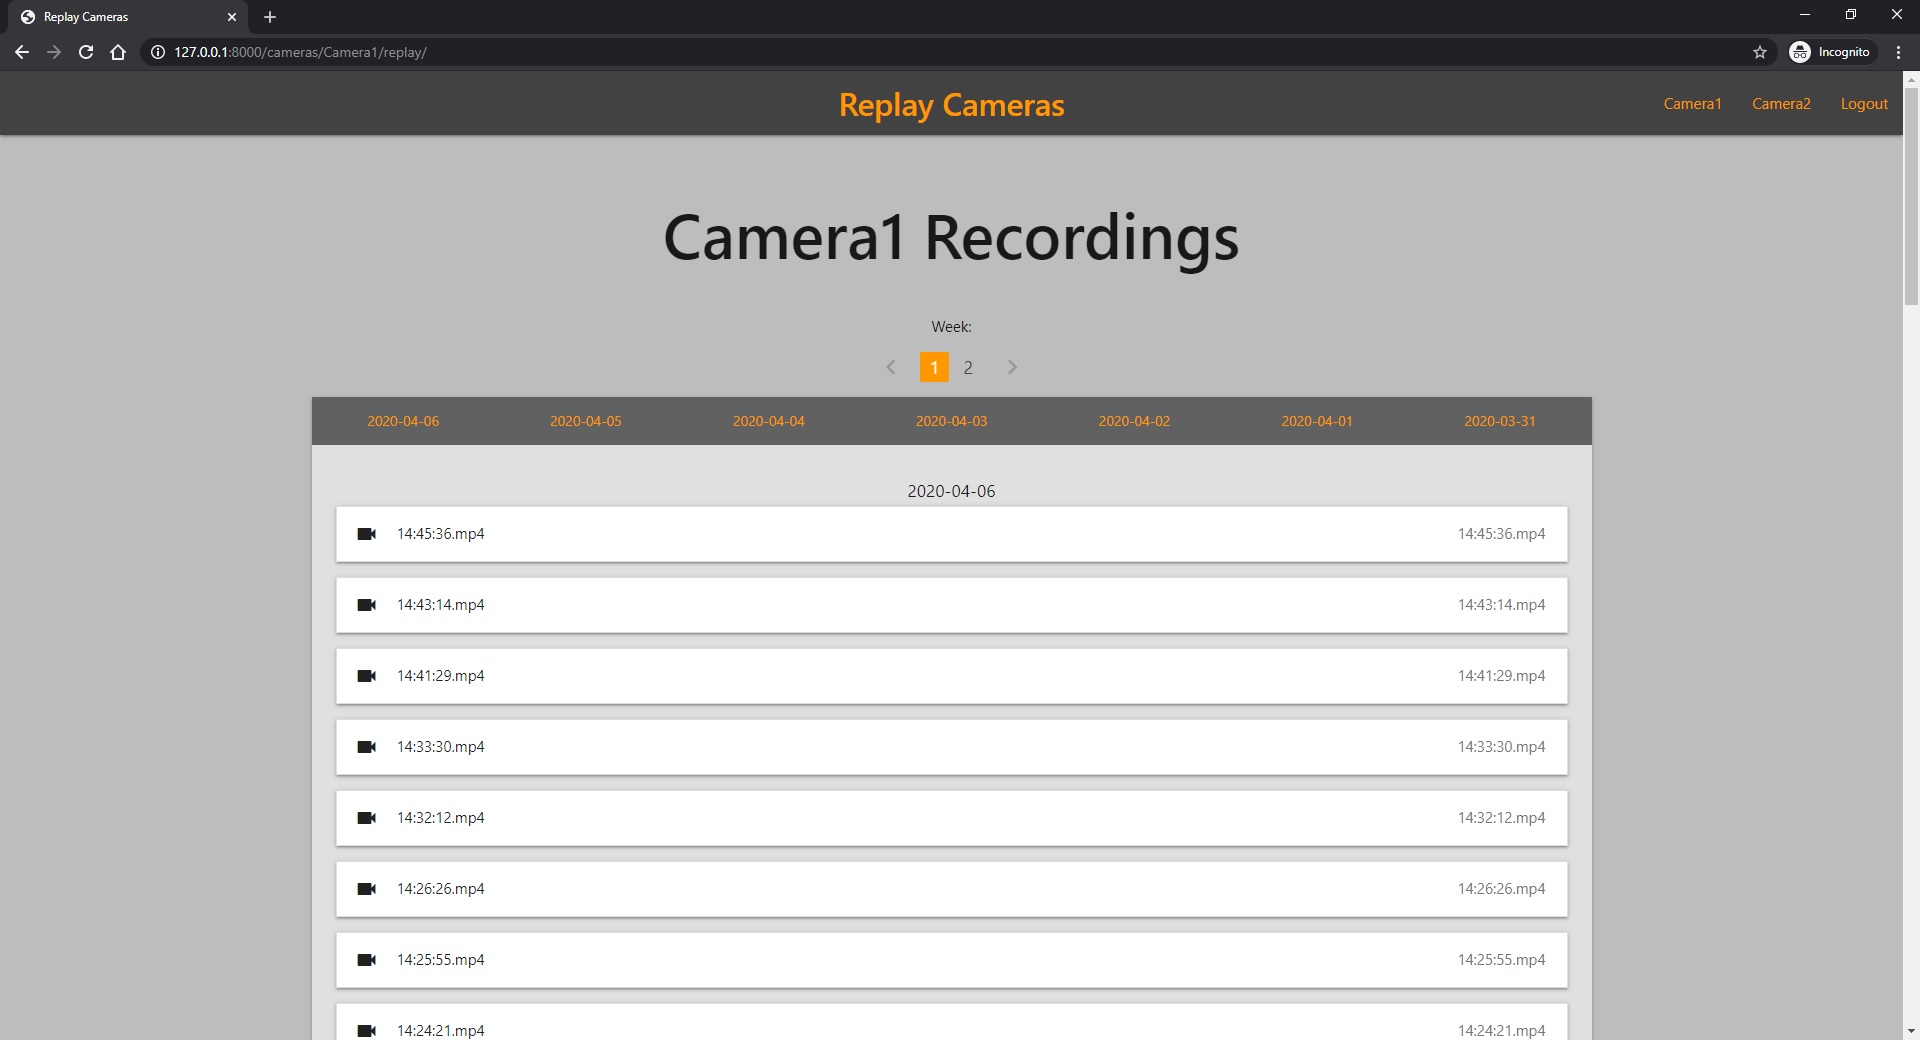 Replay Cameras
127.0.0.1:8000/cameras/Camera1/replay/
Incognito
Replay Cameras
Camera1 Camera2 Logout
Camera1 Recordings
Week:
1 2
2020-04-06 2020-04-05 2020-04-04 2020-04-03 2020-04-02 2020-04-01 2020-03-31
2020-04-06
14:45:36.mp4 14:45:36.mp4
14:43:14.mp4 14:43:14.mp4
14:41:29.mp4 14:41:29.mp4
14:33:30.mp4 14:33:30.mp4
14:32:12.mp4 14:32:12.mp4
14:26:26.mp4 14:26:26.mp4
14:25:55.mp4 14:25:55.mp4
14:24:21.mp4 14:24:21.mp4